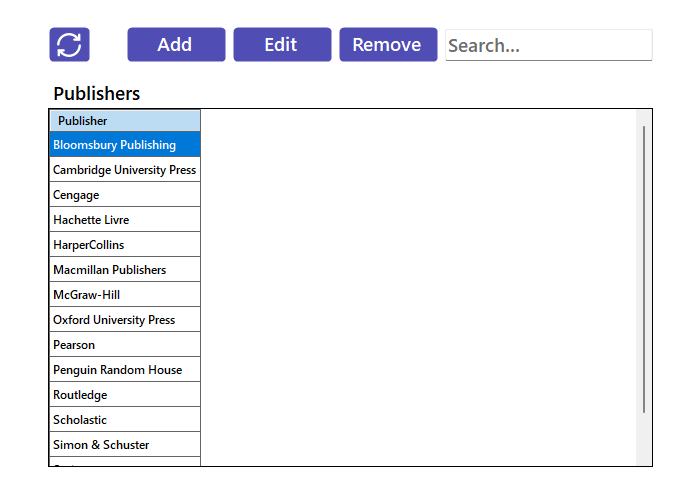 Add Edit Remove Search...
Publishers
Publisher
Bloomsbury Publishing
Cambridge University Press
Cengage
Hachette Livre
HarperCollins
Macmillan Publishers
McGraw-Hill
Oxford University Press
Pearson
Penguin Random House
Routledge
Scholastic
Simon & Schuster